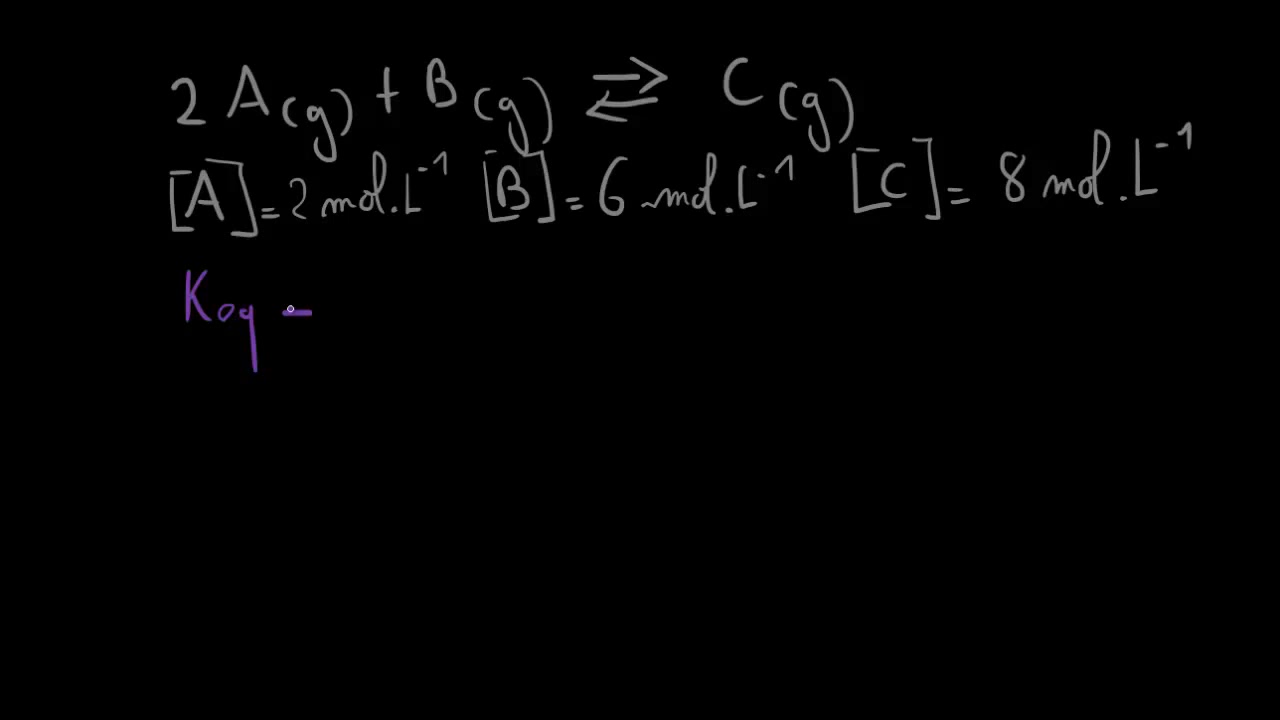 2 A(g) + B(g) ⇌ C(g)
[A] = 2 mol.L⁻¹ [B] = 6 mol.L⁻¹ [C] = 8 mol.L⁻¹
Keq -